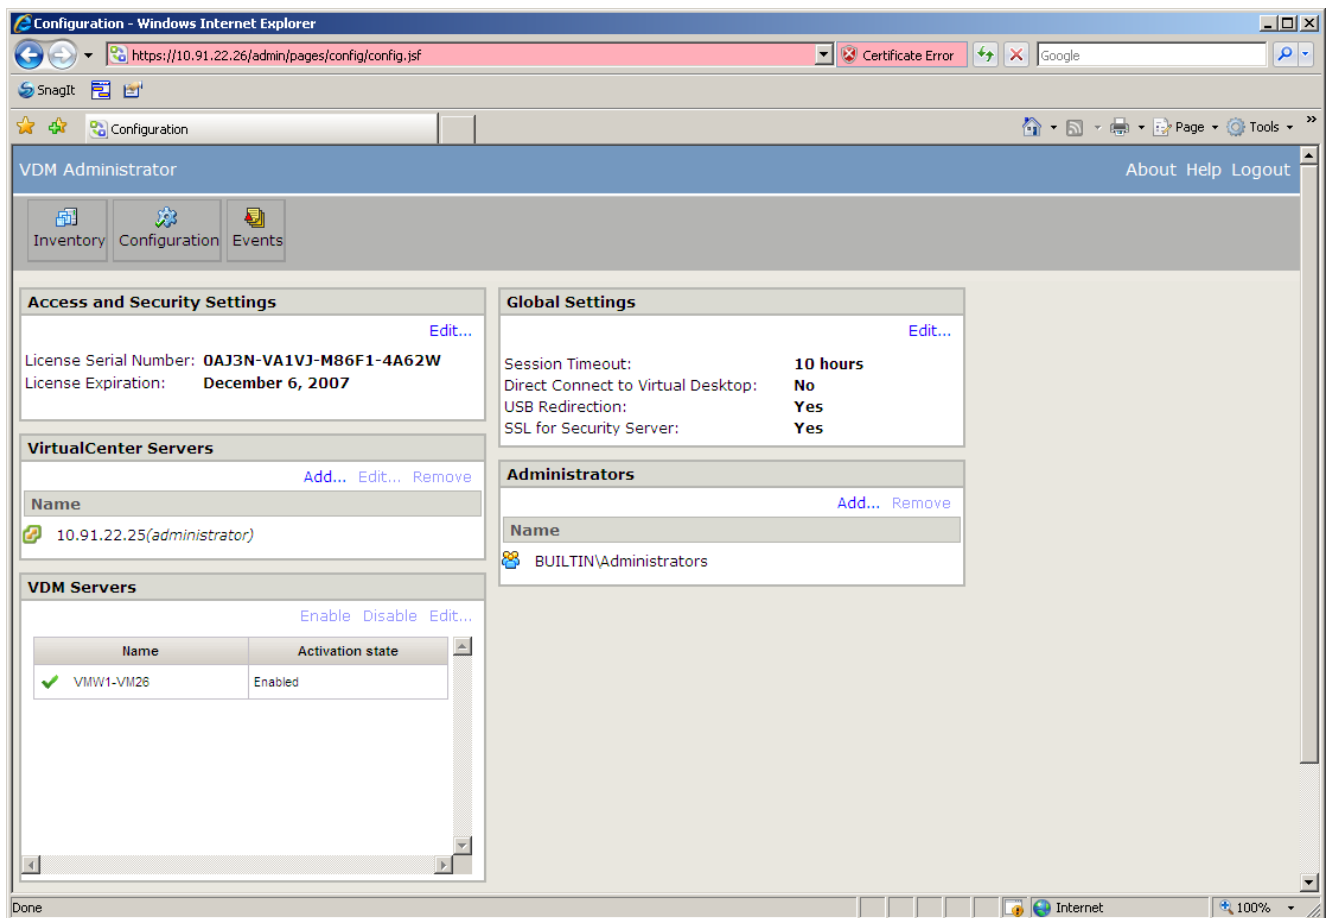 Configuration - Windows Internet Explorer
https://10.91.22.26/admin/pages/config/config.jsf
Certificate Error
Google
SnagIt
Configuration
Page
Tools
»
VDM Administrator
About Help Logout
Inventory Configuration Events
Access and Security Settings
Edit...
License Serial Number: 0AJ3N-VA1VJ-M86F1-4A62W
License Expiration: December 6, 2007
VirtualCenter Servers
Add... Edit... Remove
Name
10.91.22.25(administrator)
VDM Servers
Enable Disable Edit...
Name Activation state
VMW1-VM26 Enabled
Global Settings
Edit...
Session Timeout: 10 hours
Direct Connect to Virtual Desktop: No
USB Redirection: Yes
SSL for Security Server: Yes
Administrators
Add... Remove
Name
BUILTIN\Administrators
Done
Internet
100%